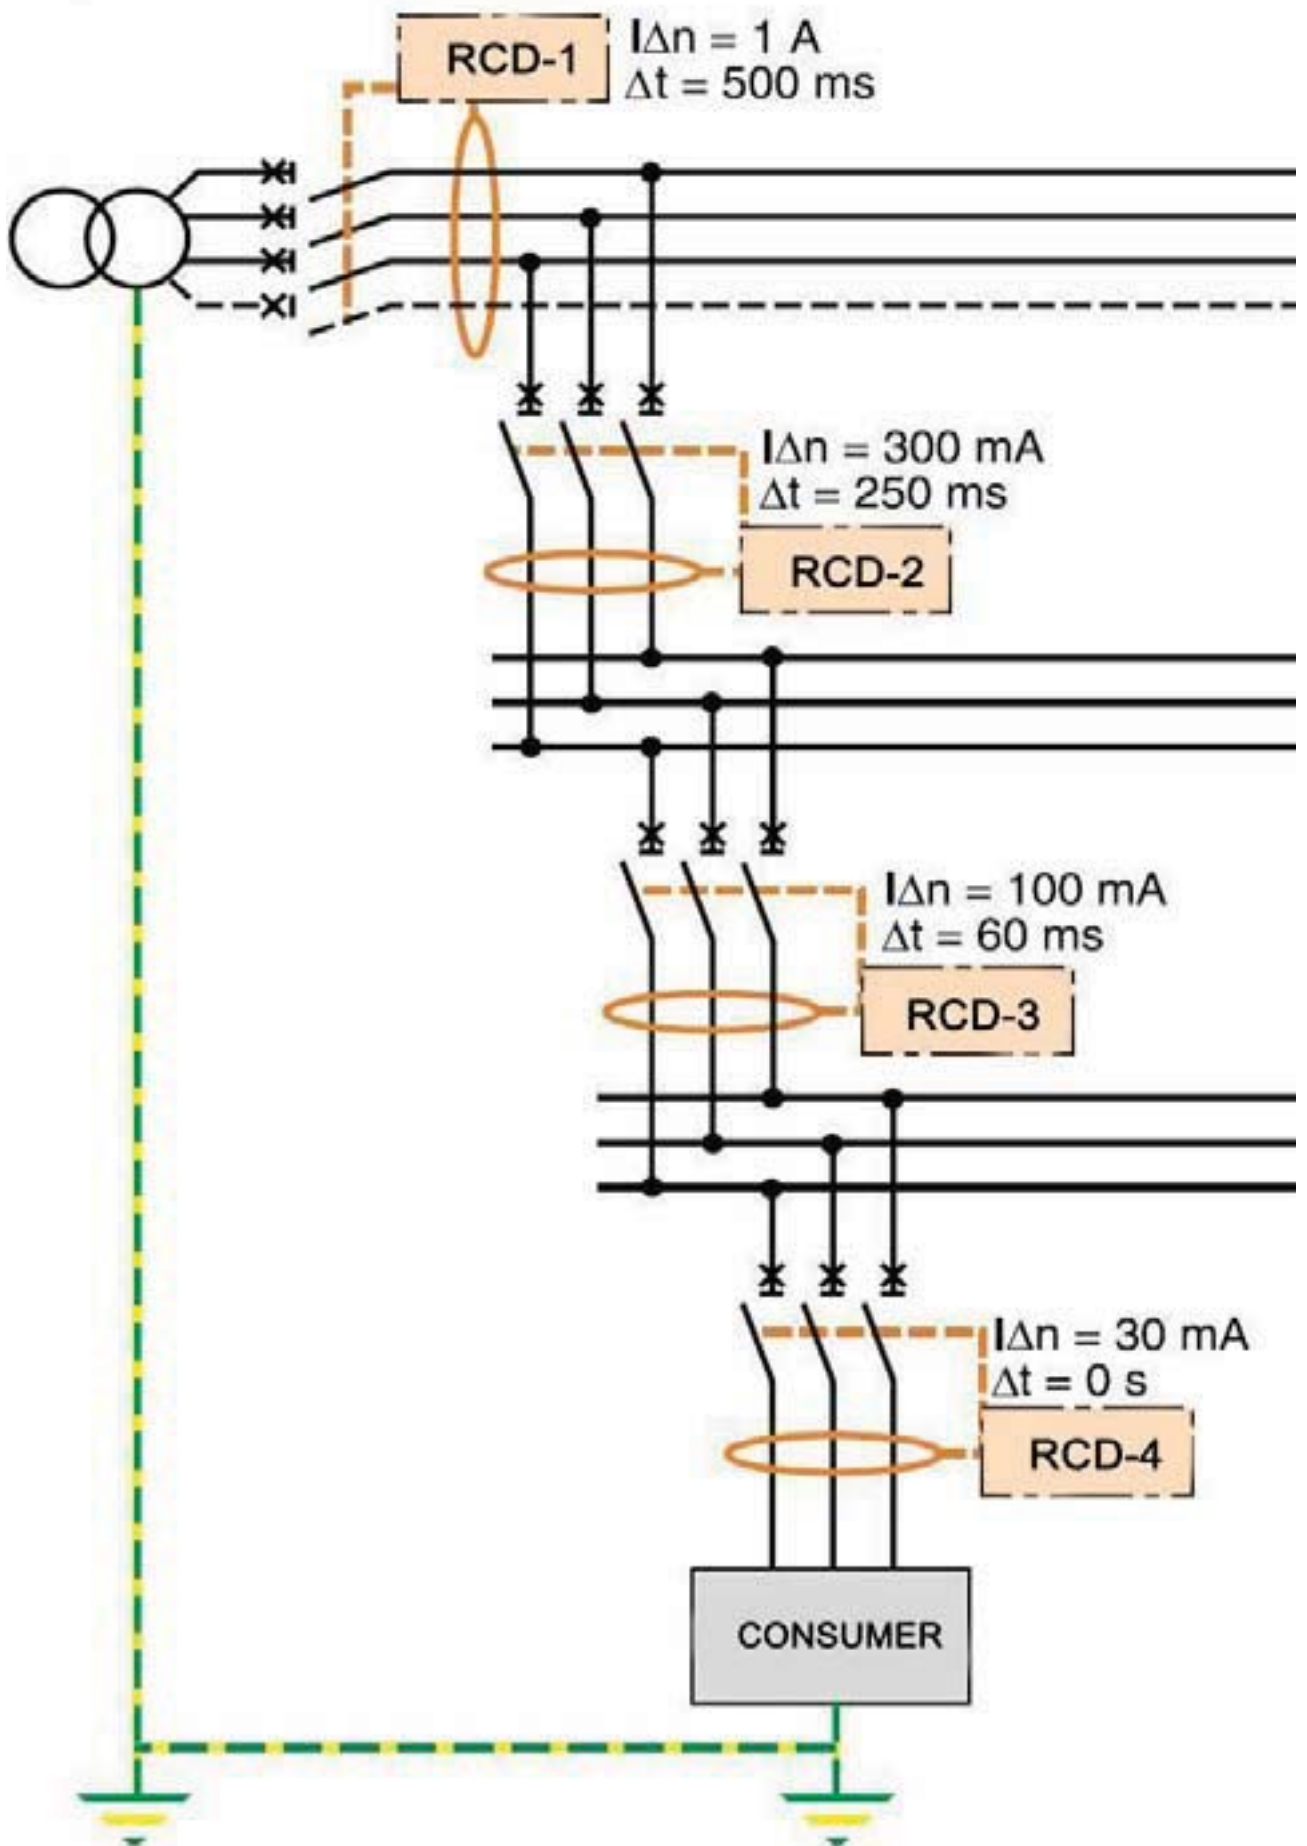 RCD-1
IΔn = 1 A
Δt = 500 ms
IΔn = 300 mA
Δt = 250 ms
RCD-2
IΔn = 100 mA
Δt = 60 ms
RCD-3
IΔn = 30 mA
Δt = 0 s
RCD-4
CONSUMER